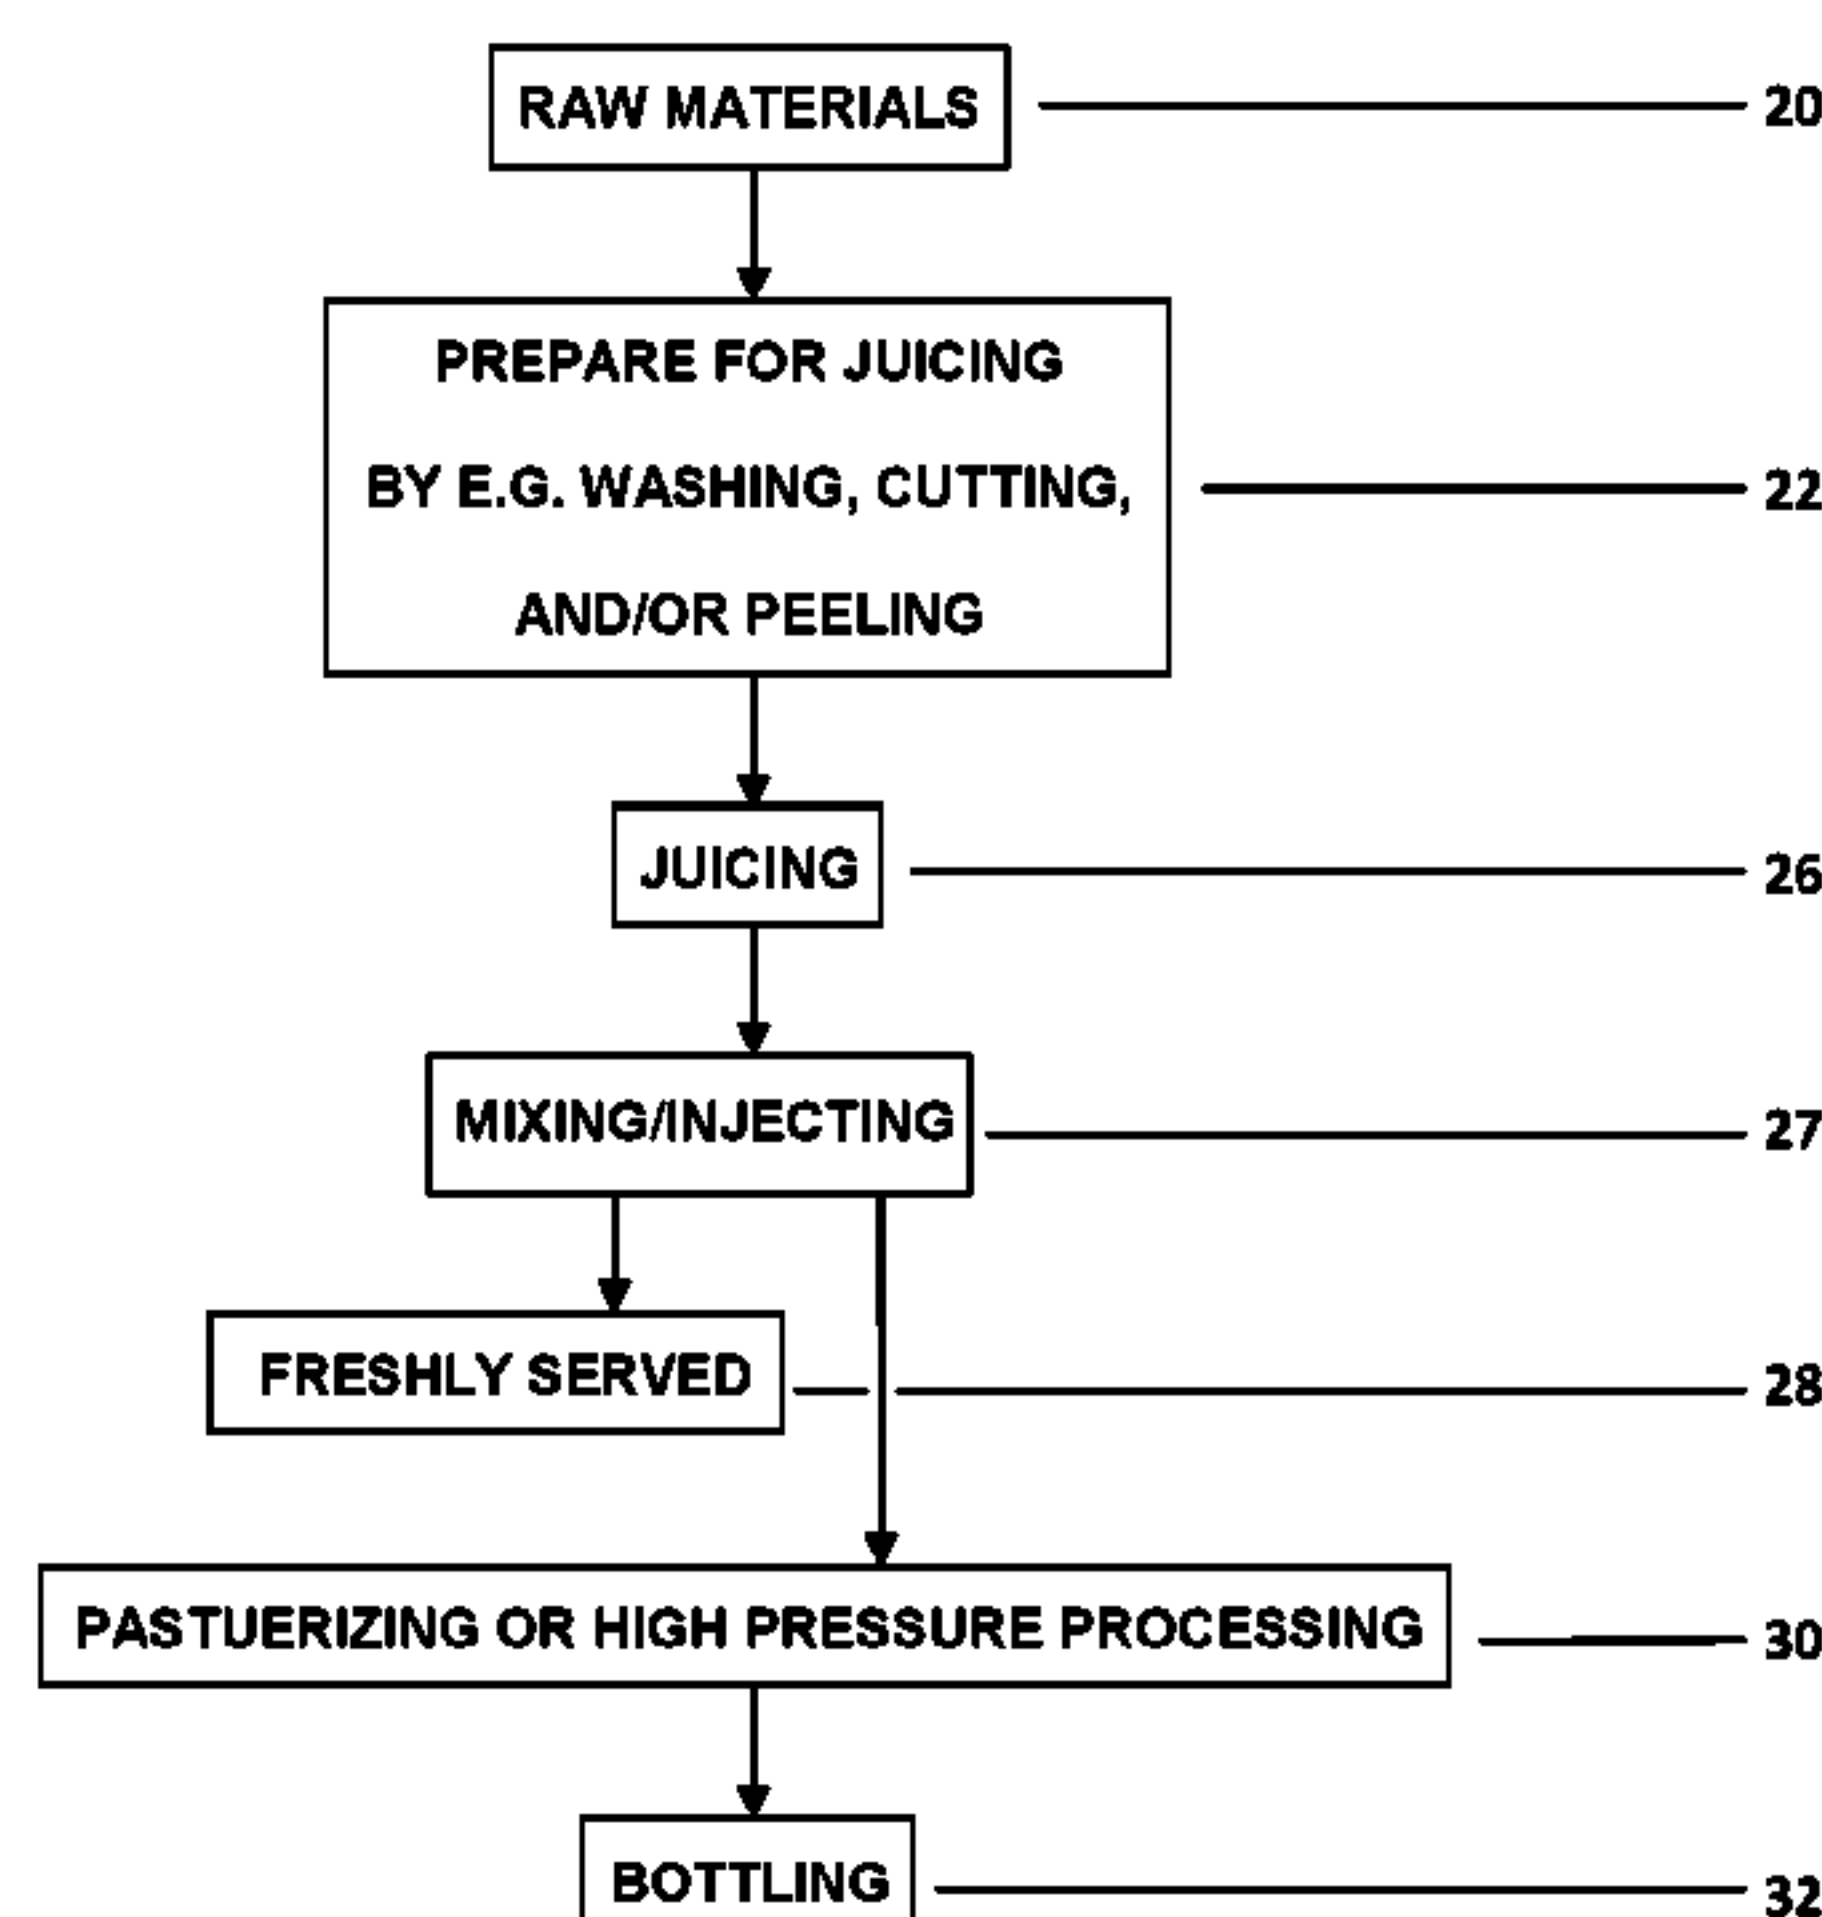 RAW MATERIALS 20
PREPARE FOR JUICING
BY E.G. WASHING, CUTTING, 22
AND/OR PEELING
JUICING 26
MIXING/INJECTING 27
FRESHLY SERVED 28
PASTUERIZING OR HIGH PRESSURE PROCESSING 30
BOTTLING 32